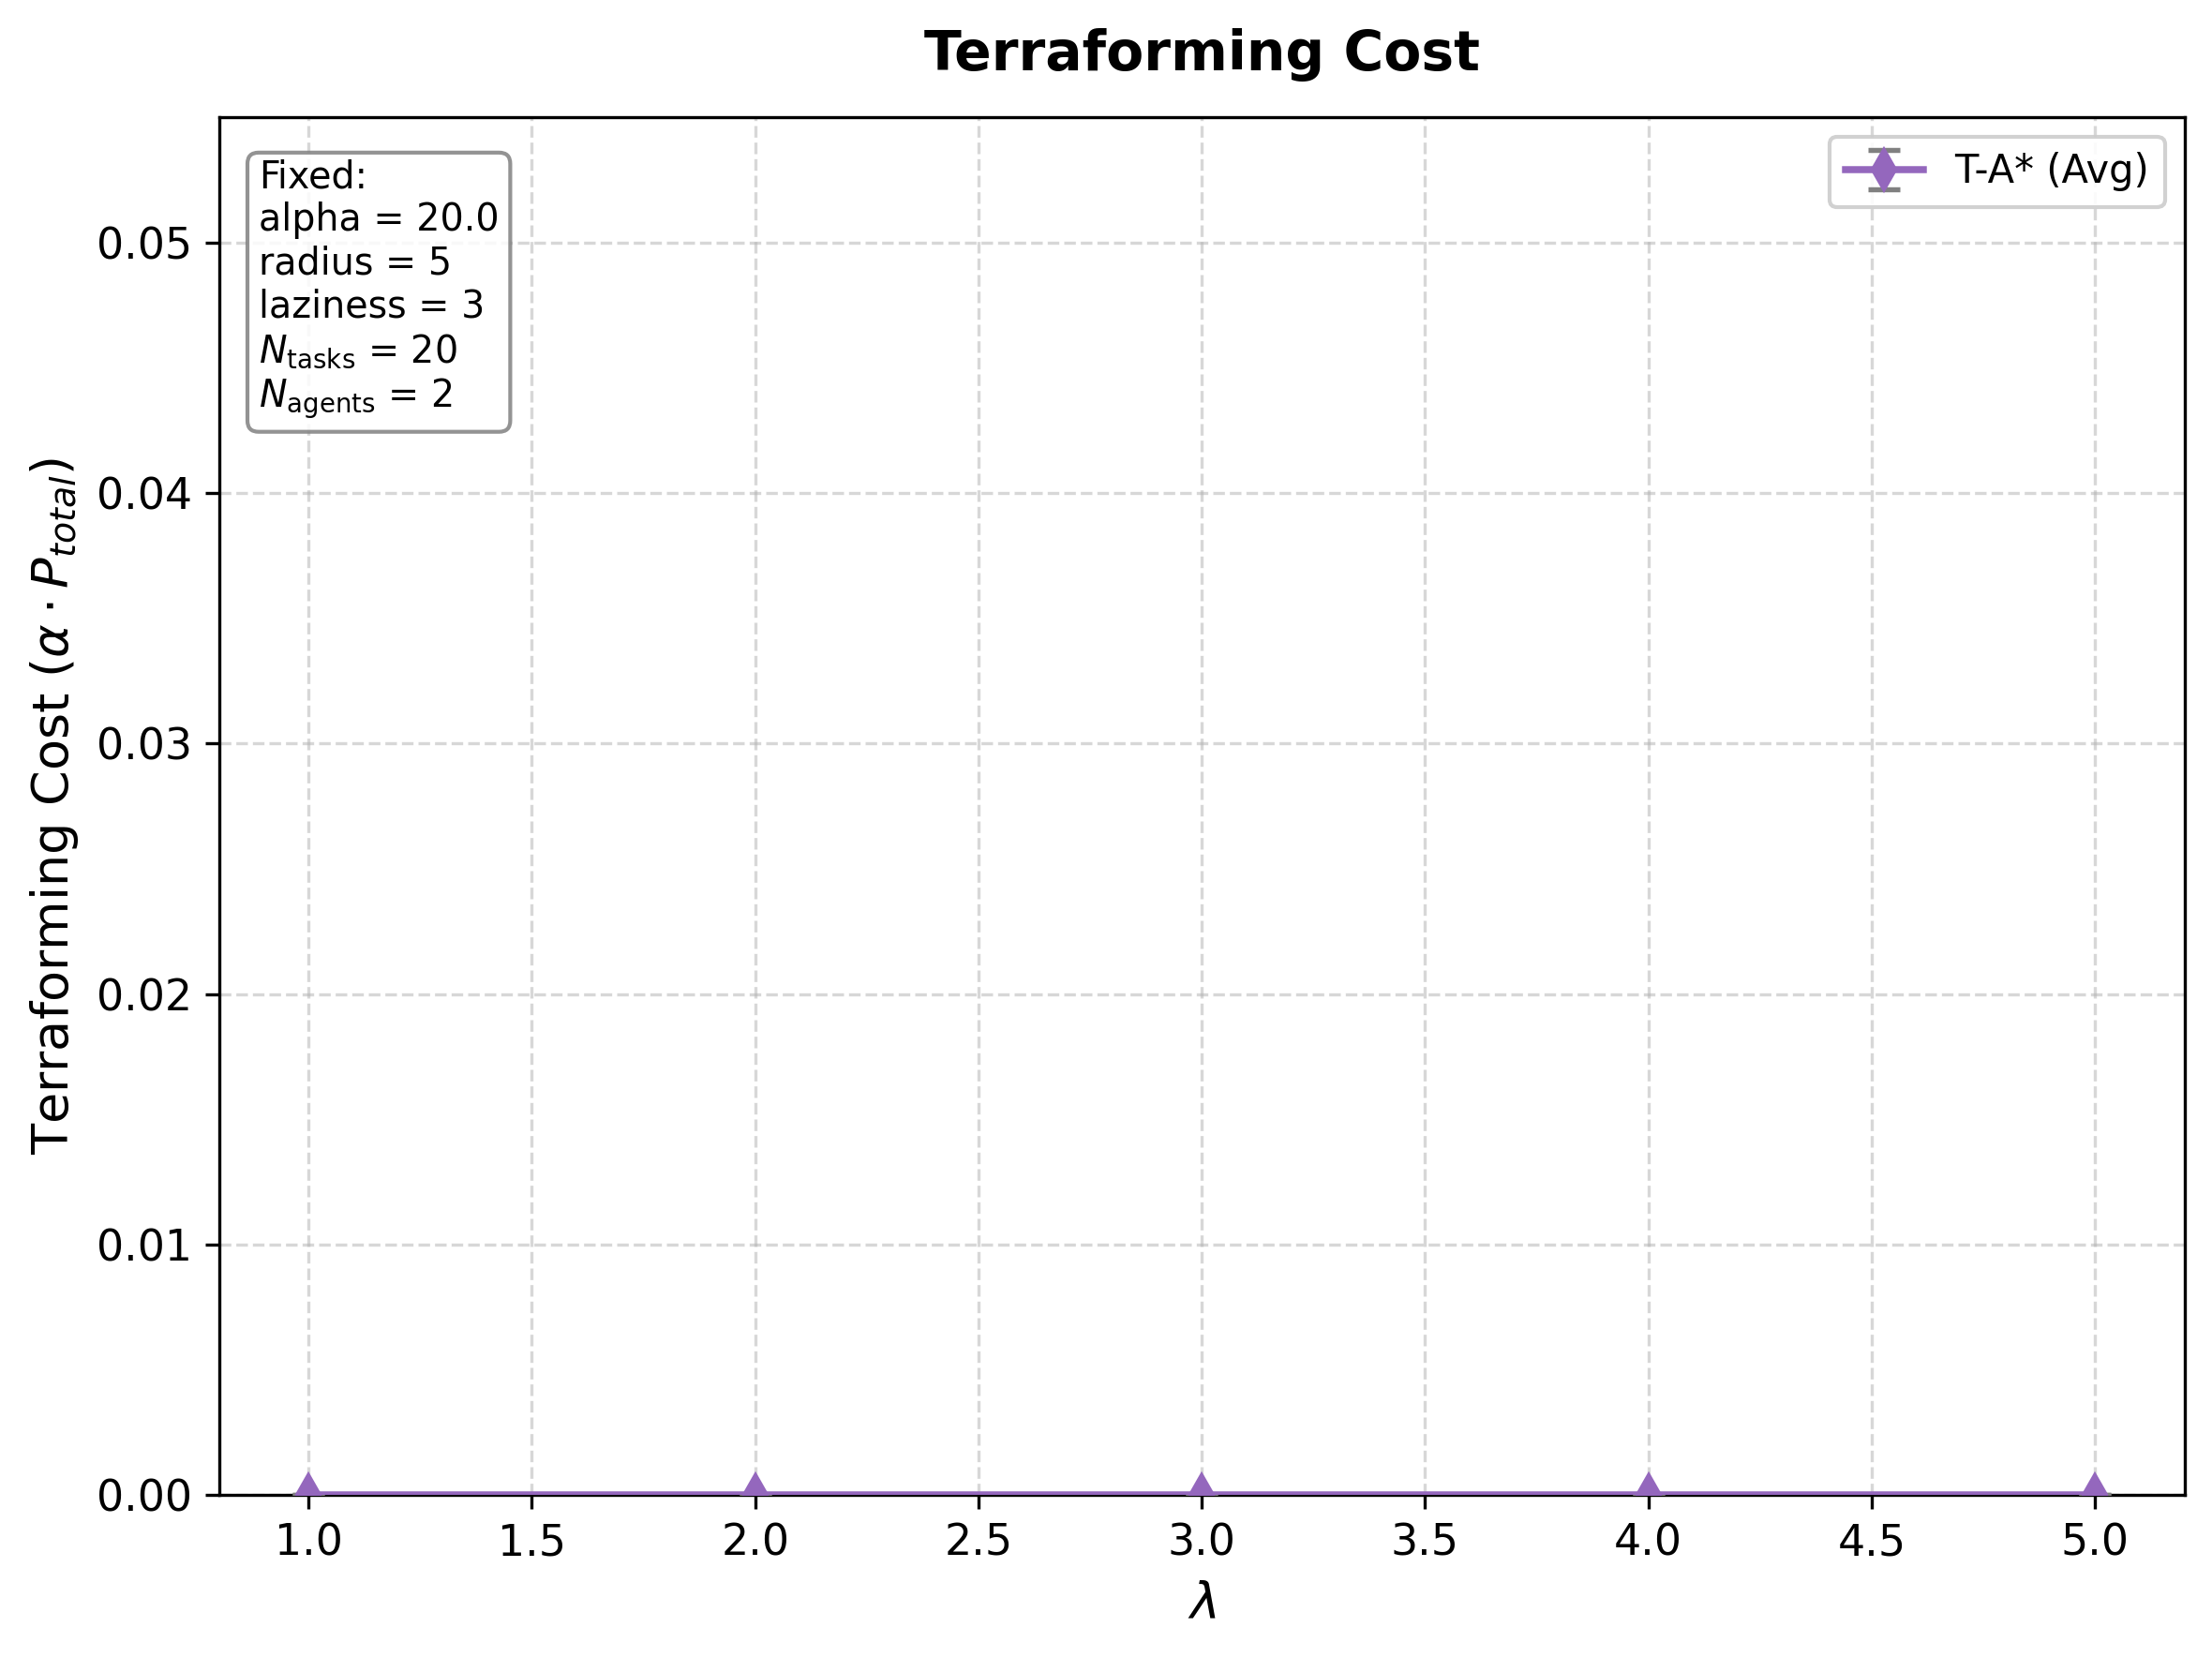 Terraforming Cost
Fixed:
alpha = 20.0
radius = 5
laziness = 3
N_tasks = 20
N_agents = 2
T-A* (Avg)
Terraforming Cost (α · P_total)
0.05
0.04
0.03
0.02
0.01
0.00
1.0 1.5 2.0 2.5 3.0 3.5 4.0 4.5 5.0
λ